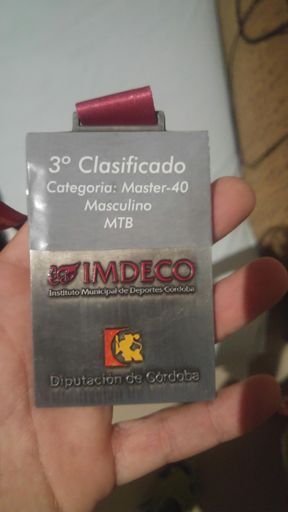 3º Clasificado
Categoria: Master-40
Masculino
MTB
IMDECO
Instituto Municipal de Deportes Córdoba
Diputación de Córdoba